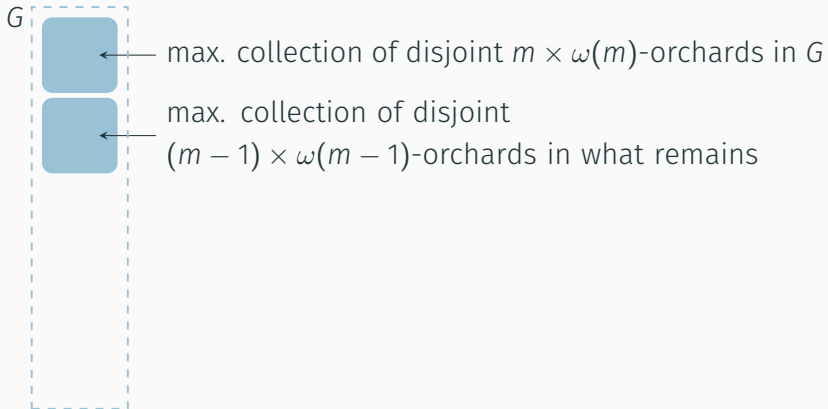 G
max. collection of disjoint m × ω(m)-orchards in G
max. collection of disjoint
(m − 1) × ω(m − 1)-orchards in what remains